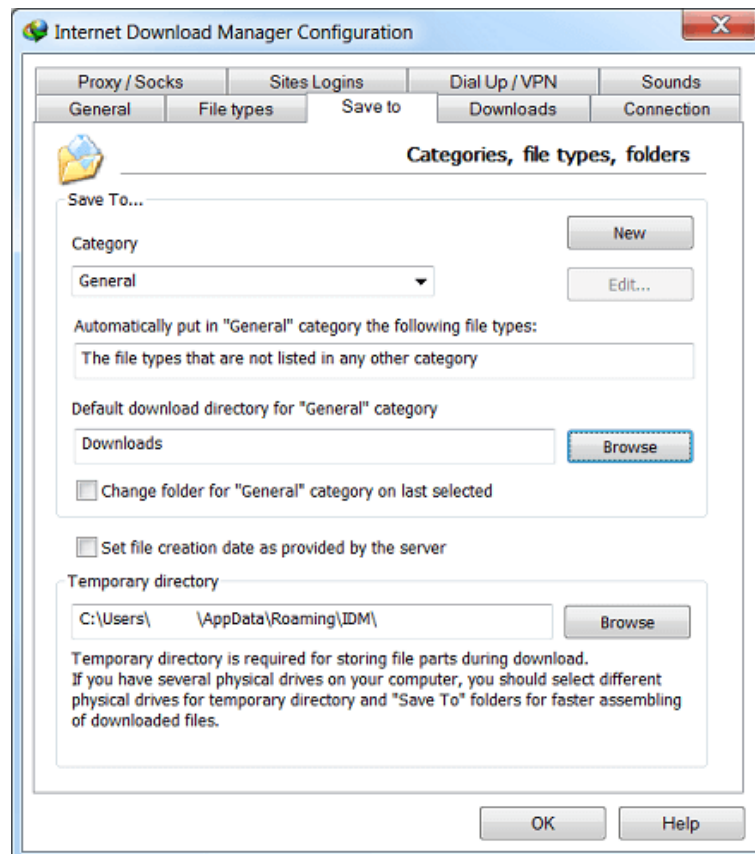 Internet Download Manager Configuration
Proxy / Socks Sites Logins Dial Up / VPN Sounds
General File types Save to Downloads Connection
Categories, file types, folders
Save To...
New
Category
General
Edit...
Automatically put in "General" category the following file types:
The file types that are not listed in any other category
Default download directory for "General" category
Downloads
Browse
Change folder for "General" category on last selected
Set file creation date as provided by the server
Temporary directory
C:\Users\ \AppData\Roaming\IDM\
Browse
Temporary directory is required for storing file parts during download.
If you have several physical drives on your computer, you should select different
physical drives for temporary directory and "Save To" folders for faster assembling
of downloaded files.
OK Help